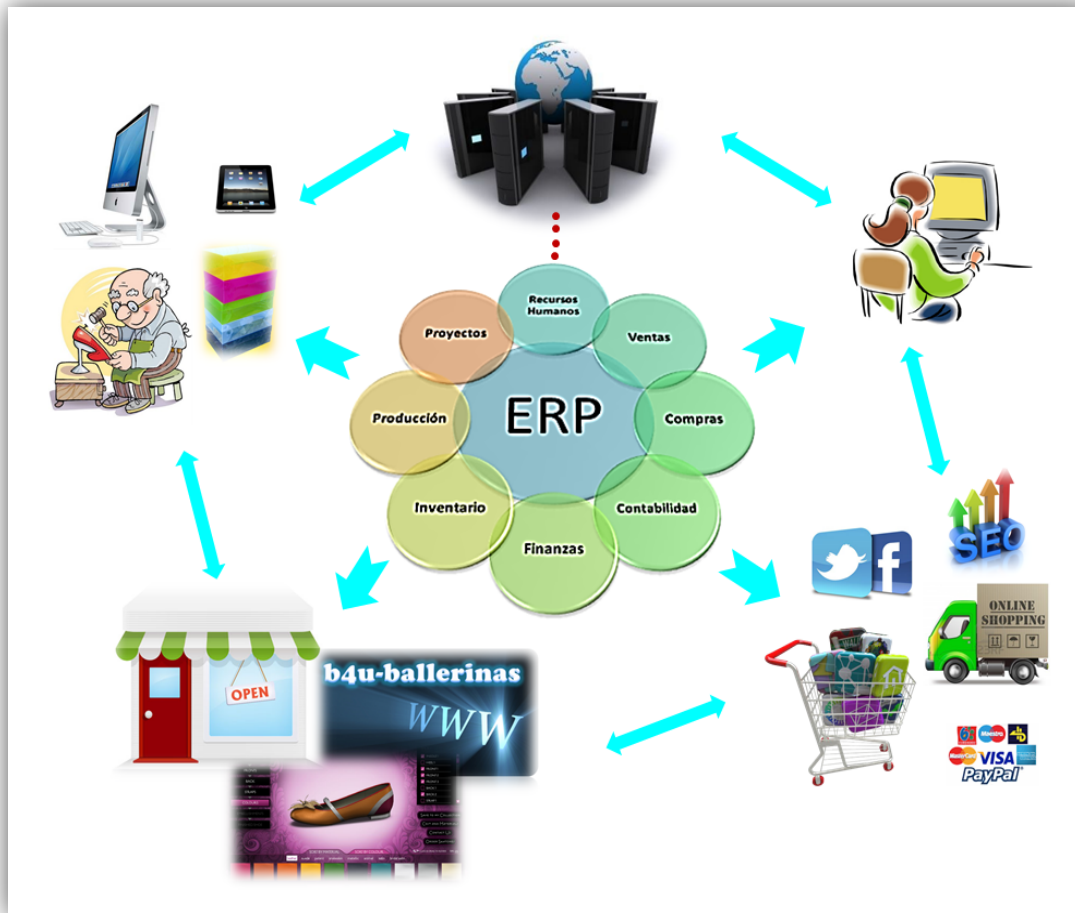 Recursos
Humanos
Proyectos
Ventas
Producción
ERP
Compras
Inventario
Contabilidad
Finanzas
SEO
f
ONLINE
SHOPPING
OPEN
b4u-ballerinas
WWW
Maestro
MasterCard
VISA
PayPal